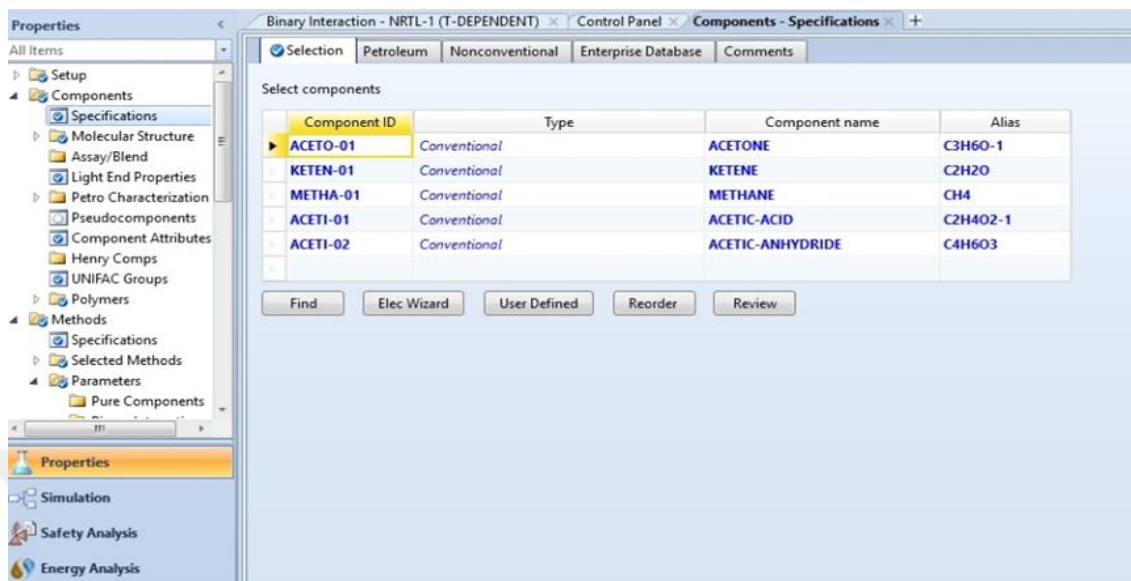 Properties
All Items
Setup
Components
Specifications
Molecular Structure
Assay/Blend
Light End Properties
Petro Characterization
Pseudocomponents
Component Attributes
Henry Comps
UNIFAC Groups
Polymers
Methods
Specifications
Selected Methods
Parameters
Pure Components
Properties
Simulation
Safety Analysis
Energy Analysis
Binary Interaction - NRTL-1 (T-DEPENDENT) Control Panel Components - Specifications +
Selection Petroleum Nonconventional Enterprise Database Comments
Select components
Component ID Type Component name Alias
ACETO-01 Conventional ACETONE C3H6O-1
KETEN-01 Conventional KETENE C2H2O
METHA-01 Conventional METHANE CH4
ACETI-01 Conventional ACETIC-ACID C2H4O2-1
ACETI-02 Conventional ACETIC-ANHYDRIDE C4H6O3
Find Elec Wizard User Defined Reorder Review